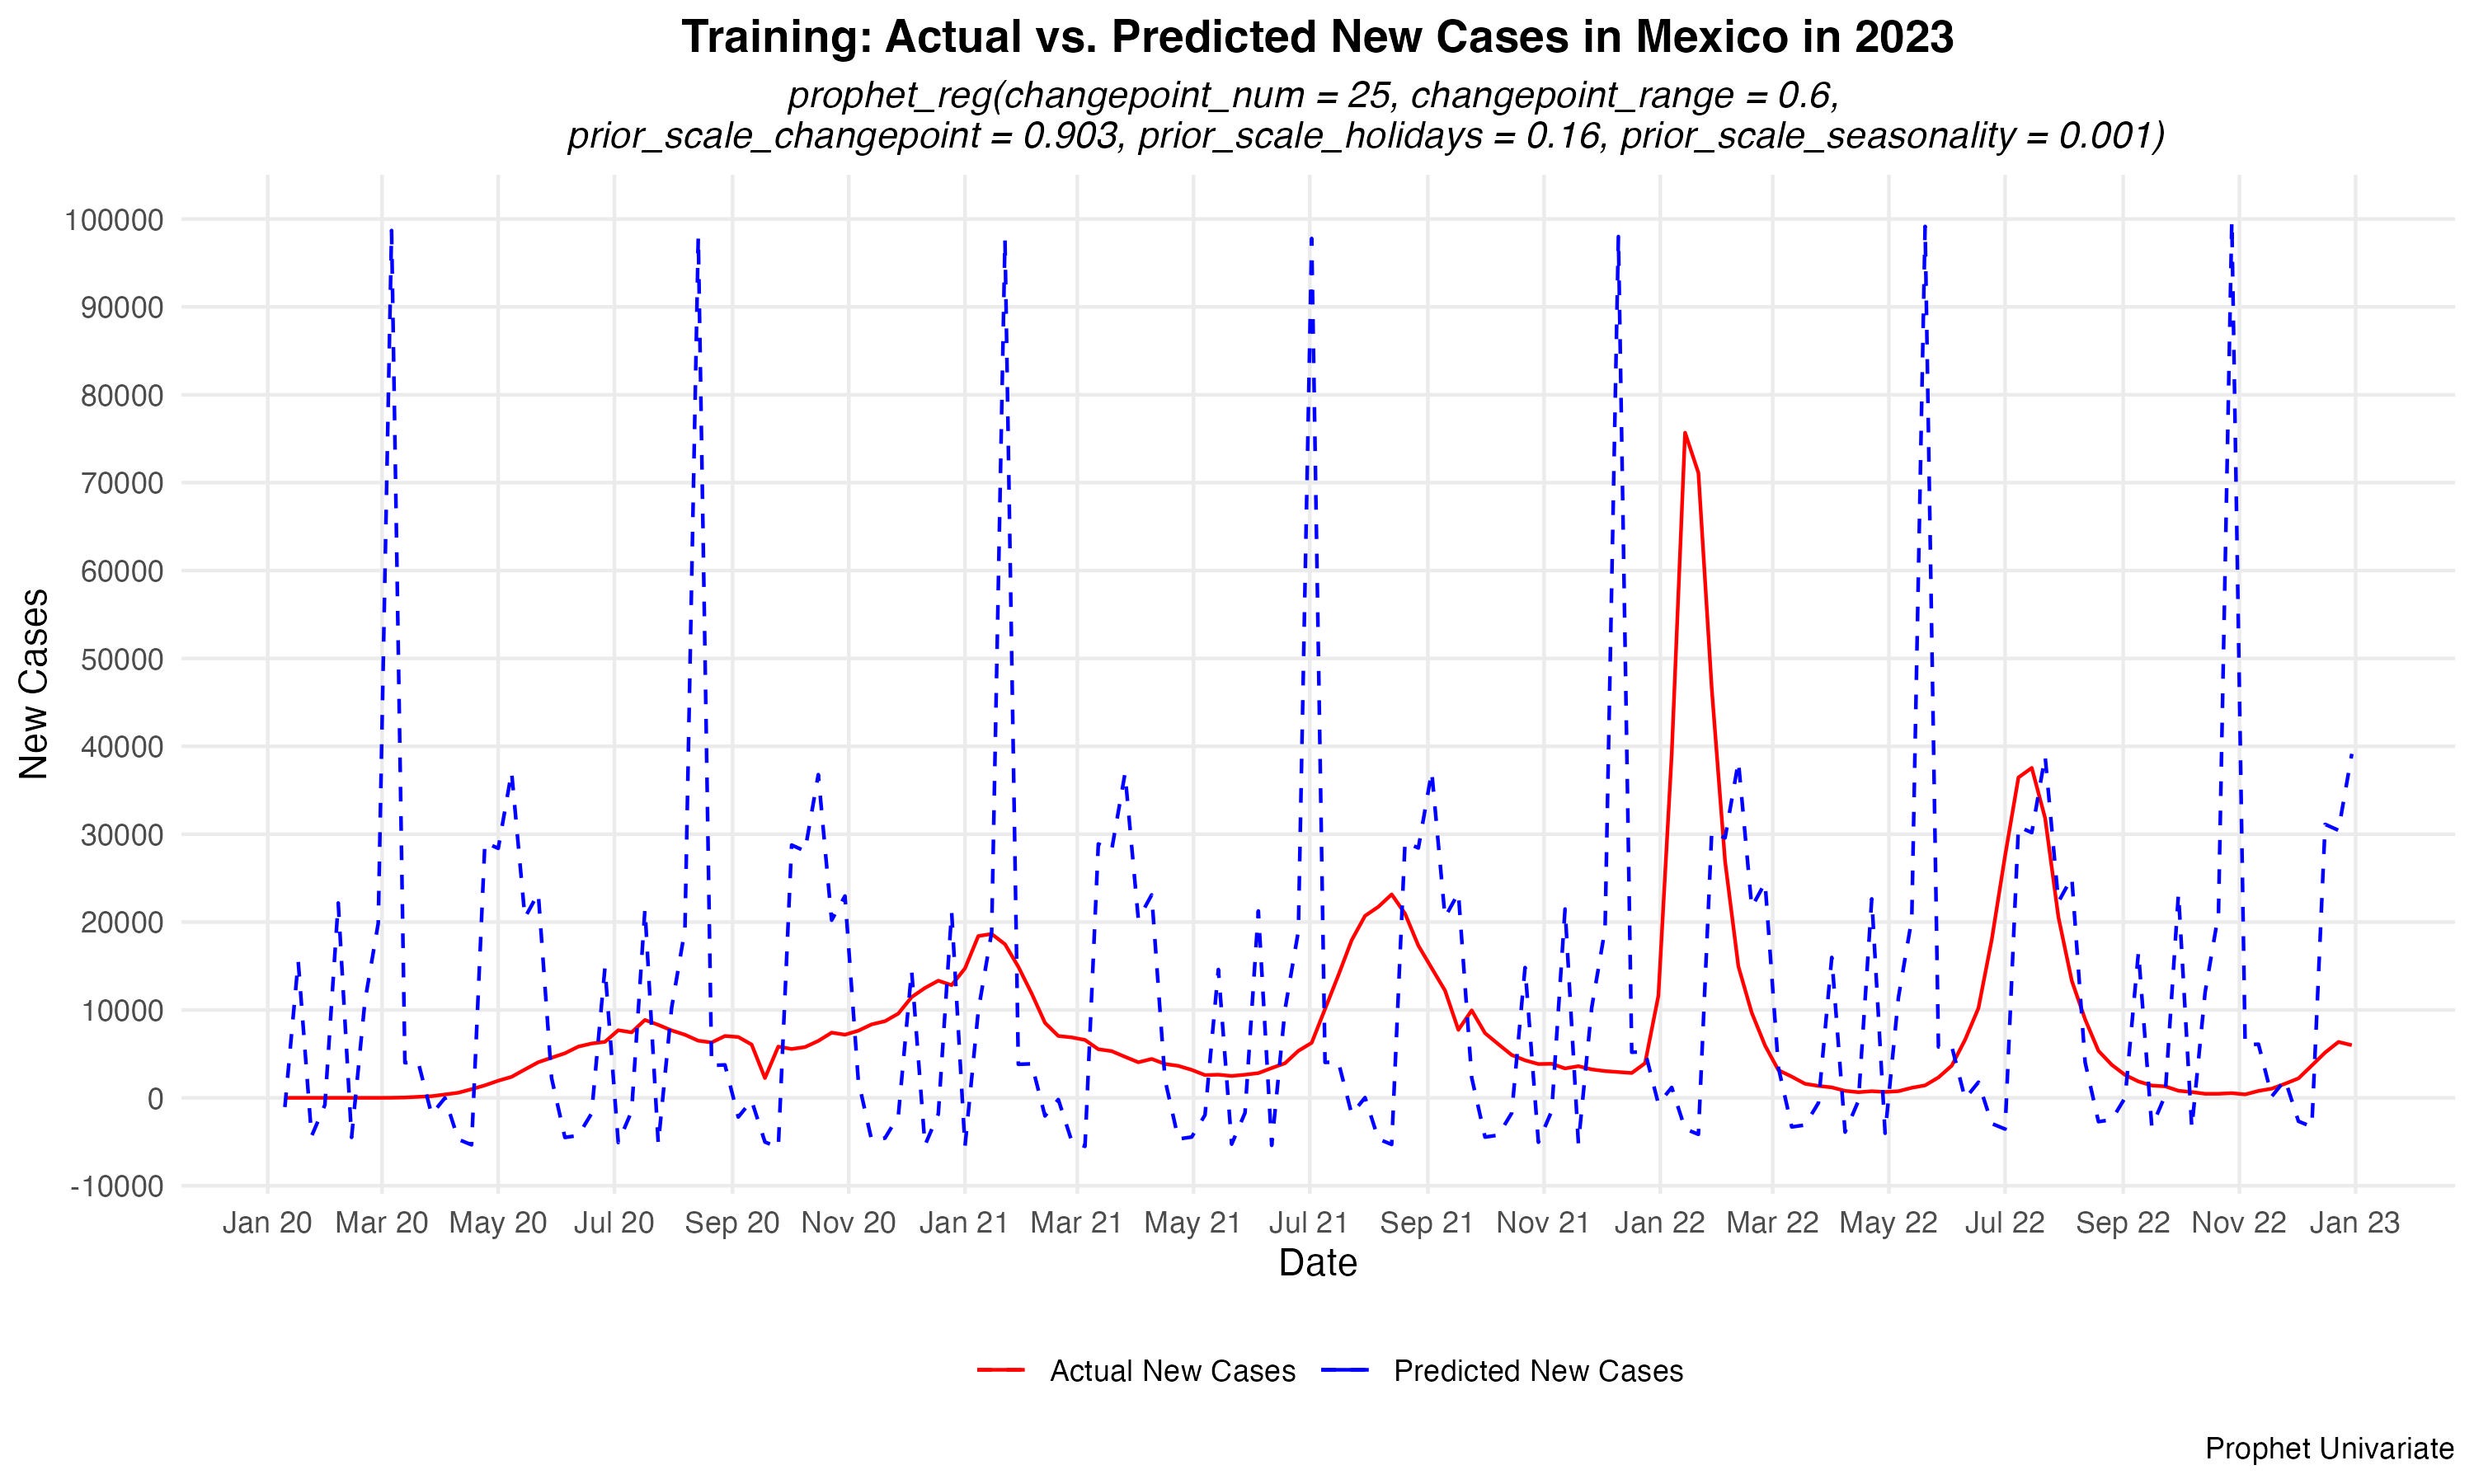 Training: Actual vs. Predicted New Cases in Mexico in 2023
prophet_reg(changepoint_num = 25, changepoint_range = 0.6,
prior_scale_changepoint = 0.903, prior_scale_holidays = 0.16, prior_scale_seasonality = 0.001)
New Cases
100000
90000
80000
70000
60000
50000
40000
30000
20000
10000
0
-10000
Jan 20 Mar 20 May 20 Jul 20 Sep 20 Nov 20 Jan 21 Mar 21 May 21 Jul 21 Sep 21 Nov 21 Jan 22 Mar 22 May 22 Jul 22 Sep 22 Nov 22 Jan 23
Date
Actual New Cases Predicted New Cases
Prophet Univariate